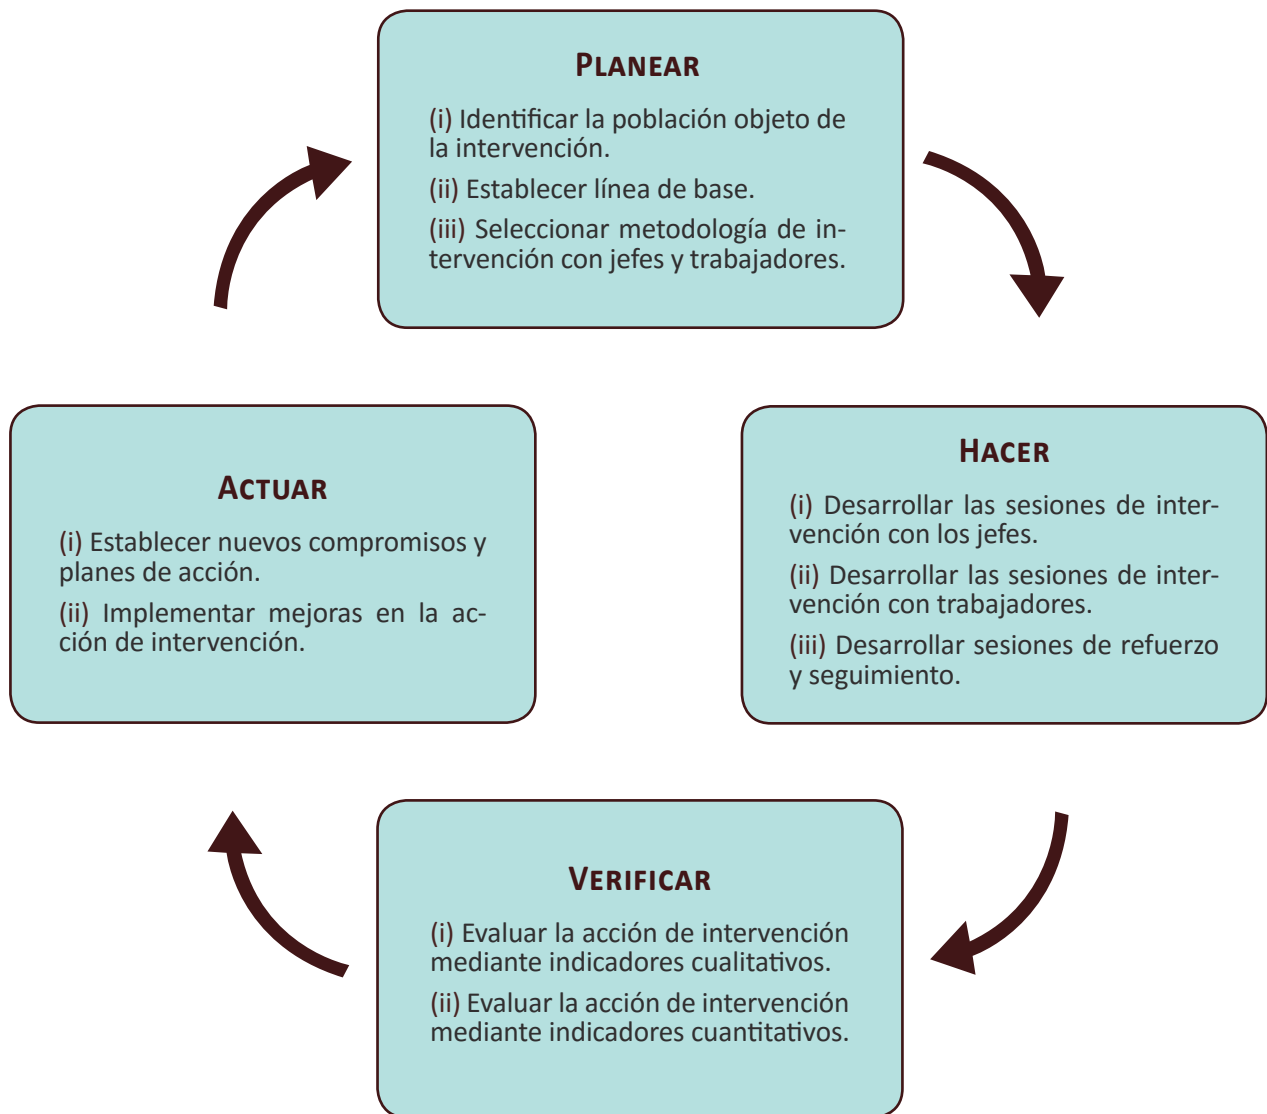 PLANEAR
(i) Identificar la población objeto de
la intervención.
(ii) Establecer línea de base.
(iii) Seleccionar metodología de in-
tervención con jefes y trabajadores.
HACER
(i) Desarrollar las sesiones de inter-
vención con los jefes.
(ii) Desarrollar las sesiones de inter-
vención con trabajadores.
(iii) Desarrollar sesiones de refuerzo
y seguimiento.
VERIFICAR
(i) Evaluar la acción de intervención
mediante indicadores cualitativos.
(ii) Evaluar la acción de intervención
mediante indicadores cuantitativos.
ACTUAR
(i) Establecer nuevos compromisos y
planes de acción.
(ii) Implementar mejoras en la ac-
ción de intervención.